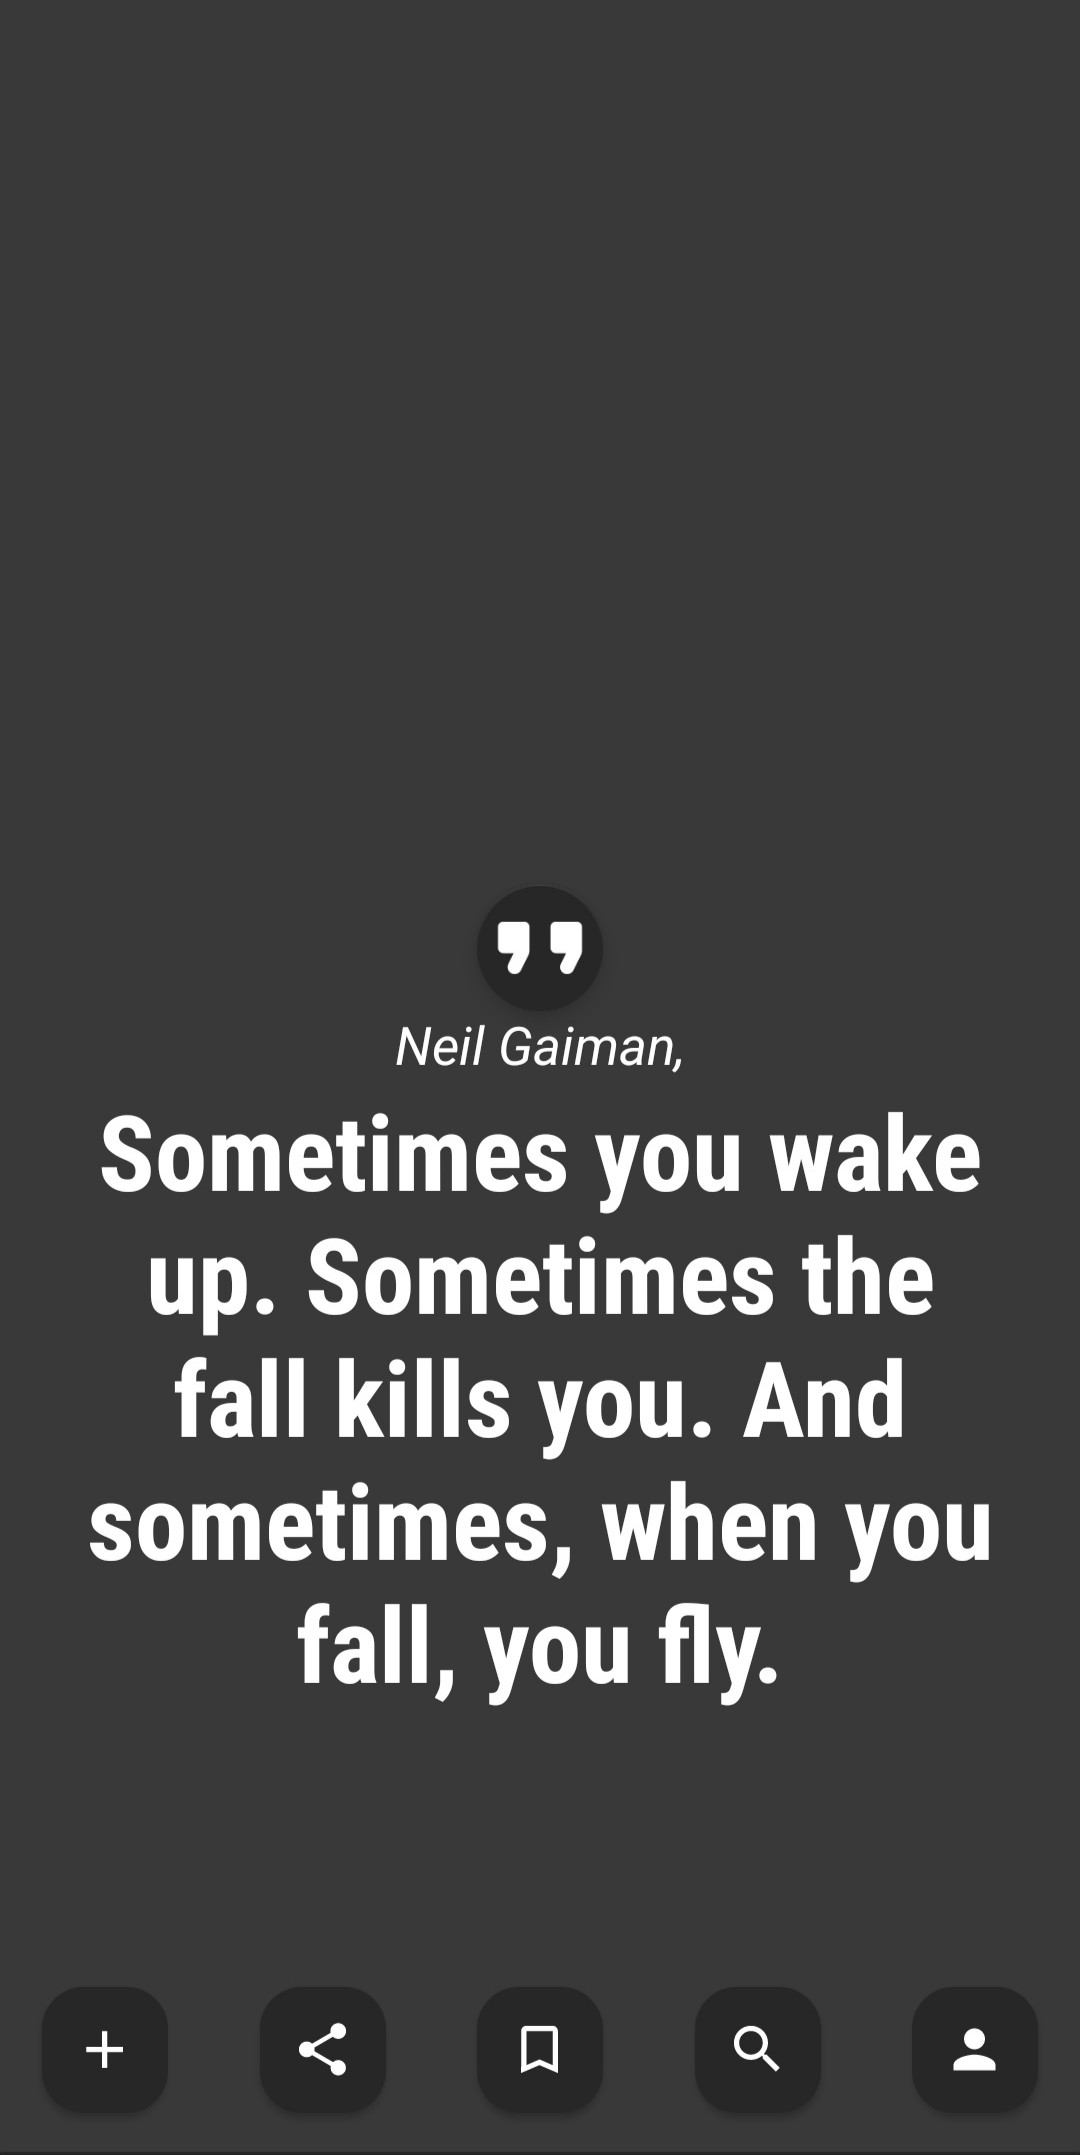 Neil Gaiman,
Sometimes you wake
up. Sometimes the
fall kills you. And
sometimes, when you
fall, you fly.